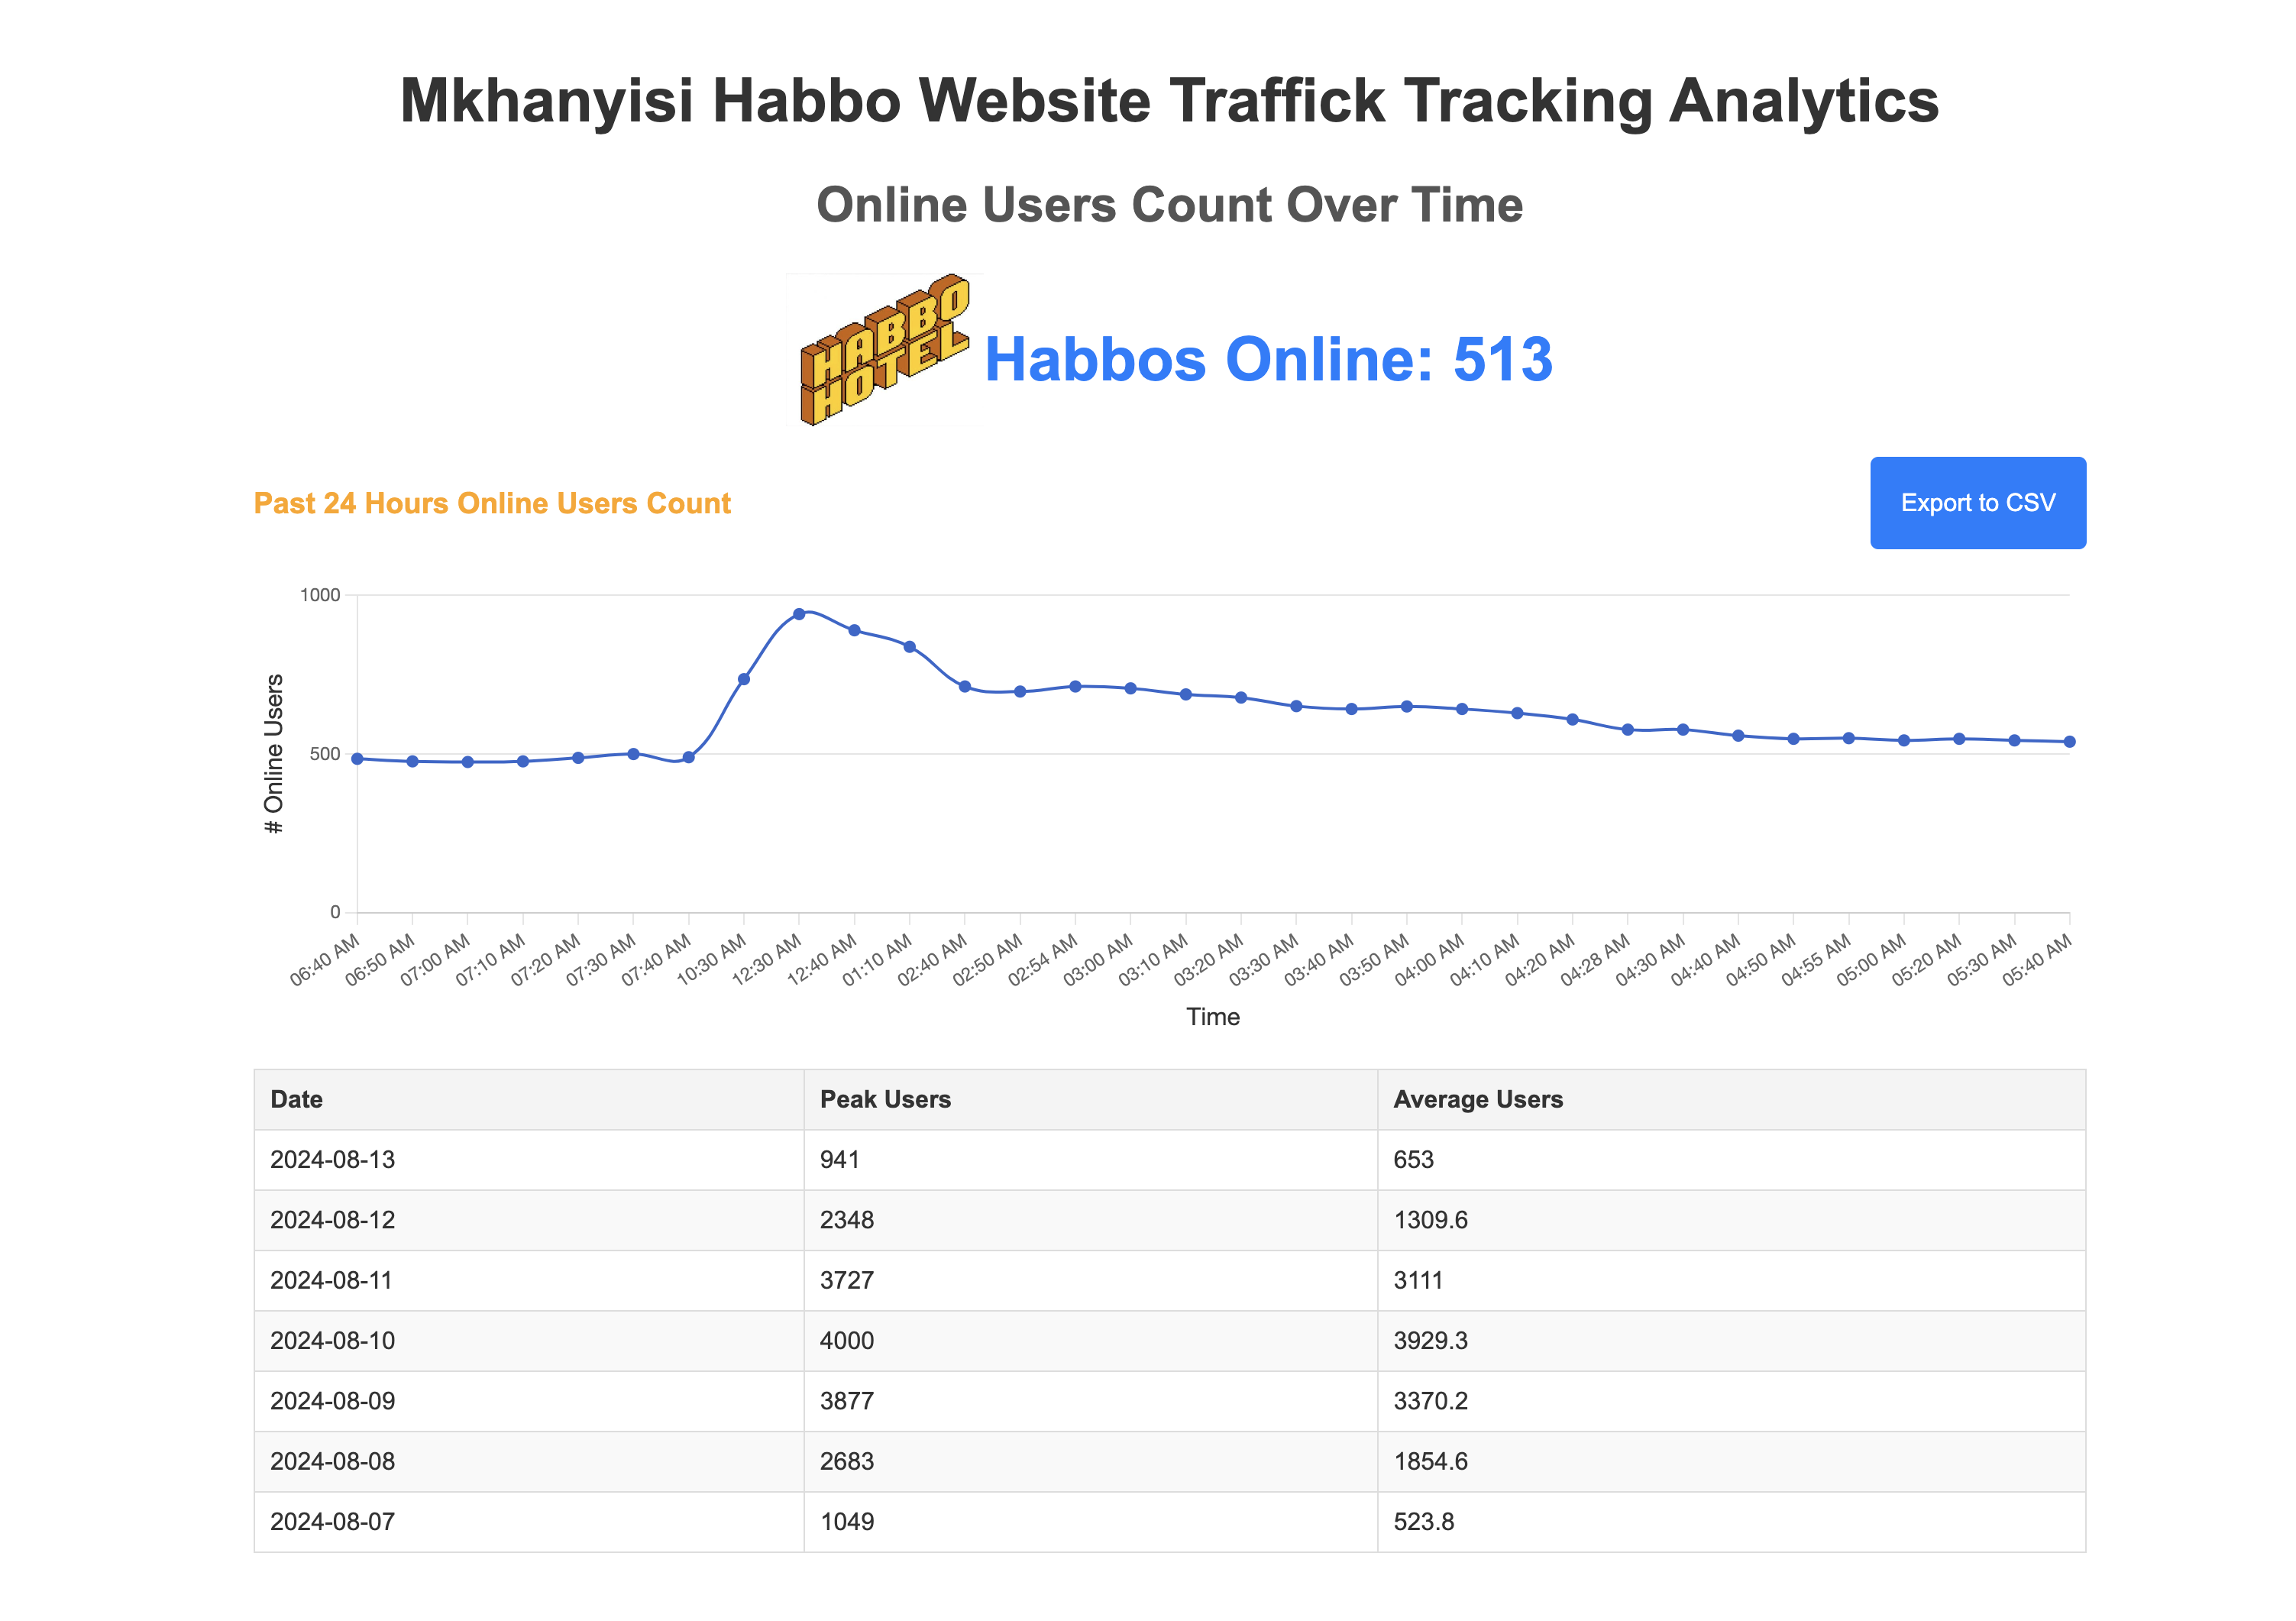 Mkhanyisi Habbo Website Traffick Tracking Analytics
Online Users Count Over Time
HABBO
HOTEL
Habbos Online: 513
Past 24 Hours Online Users Count
Export to CSV
1000
500
0
# Online Users
06:40 AM 06:50 AM 07:00 AM 07:10 AM 07:20 AM 07:30 AM 07:40 AM 10:30 AM 12:30 AM 12:40 AM 01:10 AM 02:40 AM 02:50 AM 02:54 AM 03:00 AM 03:10 AM 03:20 AM 03:30 AM 03:40 AM 03:50 AM 04:00 AM 04:10 AM 04:20 AM 04:28 AM 04:30 AM 04:40 AM 04:50 AM 04:55 AM 05:00 AM 05:20 AM 05:30 AM 05:40 AM
Time
Date Peak Users Average Users
2024-08-13 941 653
2024-08-12 2348 1309.6
2024-08-11 3727 3111
2024-08-10 4000 3929.3
2024-08-09 3877 3370.2
2024-08-08 2683 1854.6
2024-08-07 1049 523.8